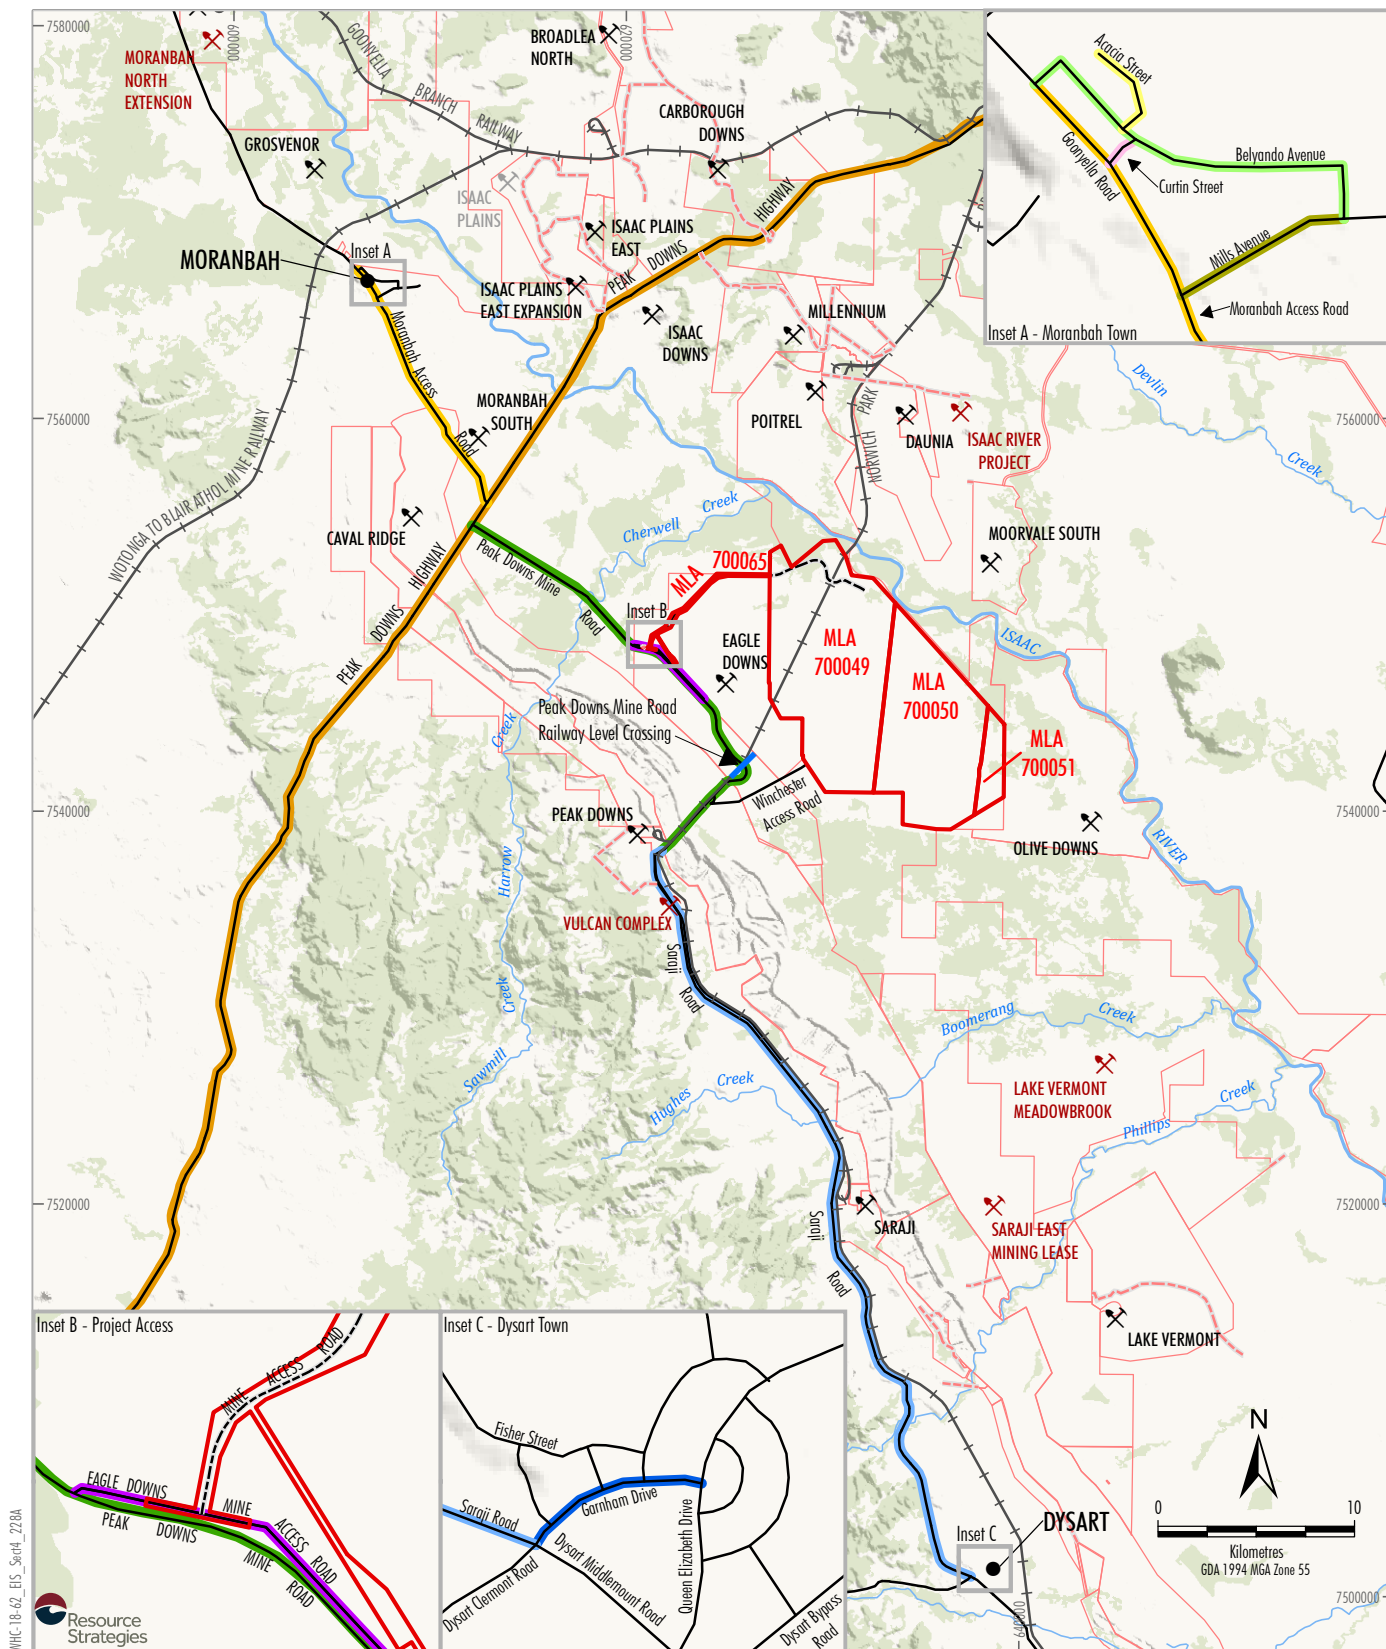 7580000
600000
620000
MORANBAH
NORTH
EXTENSION
GOONYELLA
BRANCH
RAILWAY
BROADLEA
NORTH
CARBOROUGH
DOWNS
GROSVENOR
ISAAC
PLAINS
ISAAC PLAINS
EAST
HIGHWAY
DOWNS
PEAK
MORANBAH
Inset A
ISAAC PLAINS
EAST EXPANSION
ISAAC
DOWNS
MILLENNIUM
Acacia Street
Goonyella Road
Belyando Avenue
Curtin Street
Mills Avenue
Moranbah Access Road
Inset A - Moranbah Town
Moranbah Access
Road
MORANBAH
SOUTH
POITREL
PARK
NORWICH
DAUNIA
ISAAC RIVER
PROJECT
Devlin
Creek
7560000
7560000
WOTONGA TO BLAIR ATHOL MINE RAILWAY
CAVAL RIDGE
Cherwell
Creek
MOORVALE SOUTH
Peak Downs Mine
Road
HIGHWAY
DOWNS
PEAK
MLA
700065
Inset B
EAGLE
DOWNS
MLA
700049
MLA
700050
MLA
700051
ISAAC
RIVER
Peak Downs Mine Road
Railway Level Crossing
Creek
Harrow
Creek
Winchester
Access Road
PEAK DOWNS
7540000
7540000
OLIVE DOWNS
VULCAN COMPLEX
Saraji
Road
Sawmill
Hughes
Creek
Boomerang
Creek
LAKE VERMONT
MEADOWBROOK
Phillips
Creek
7520000
7520000
SARAJI
Saraji
Road
SARAJI EAST
MINING LEASE
LAKE VERMONT
Inset B - Project Access
MINE
ACCESS
ROAD
EAGLE DOWNS
MINE
ACCESS
ROAD
PEAK
DOWNS
MINE
ROAD
Resource
Strategies
WHC-18-62_EIS_Sect4_228A
Inset C - Dysart Town
Fisher Street
Saraji Road
Garnham Drive
Dysart Clermont Road
Dysart Middlemount Road
Queen Elizabeth Drive
Dysart Bypass
Road
Inset C
DYSART
N
0
10
Kilometres
GDA 1994 MGA Zone 55
7500000
640000